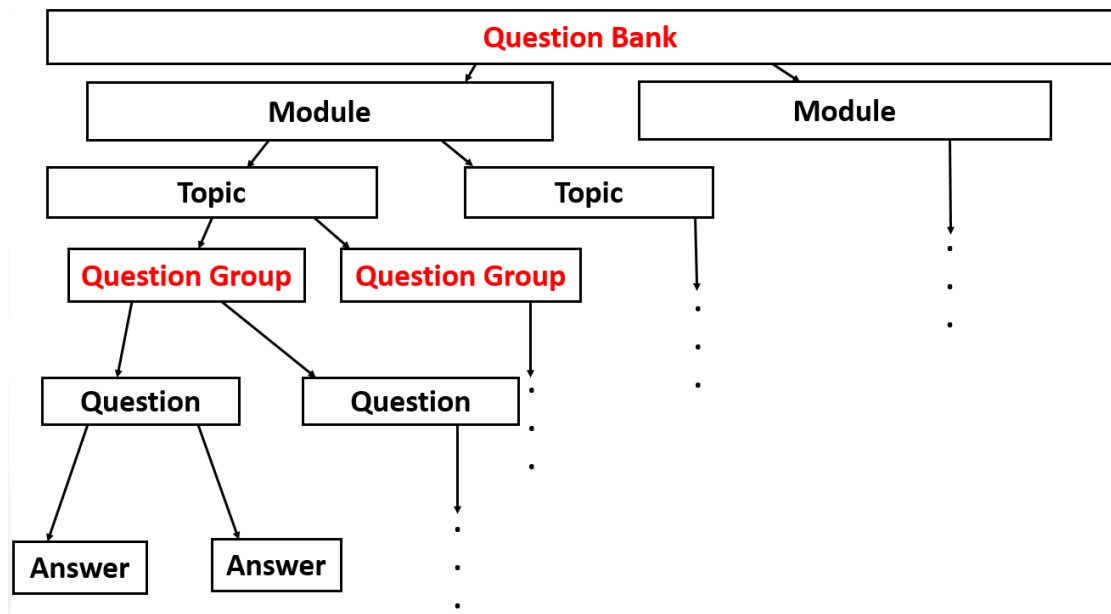 Question Bank
Module
Module
Topic
Topic
Question Group
Question Group
Question
Question
Answer
Answer